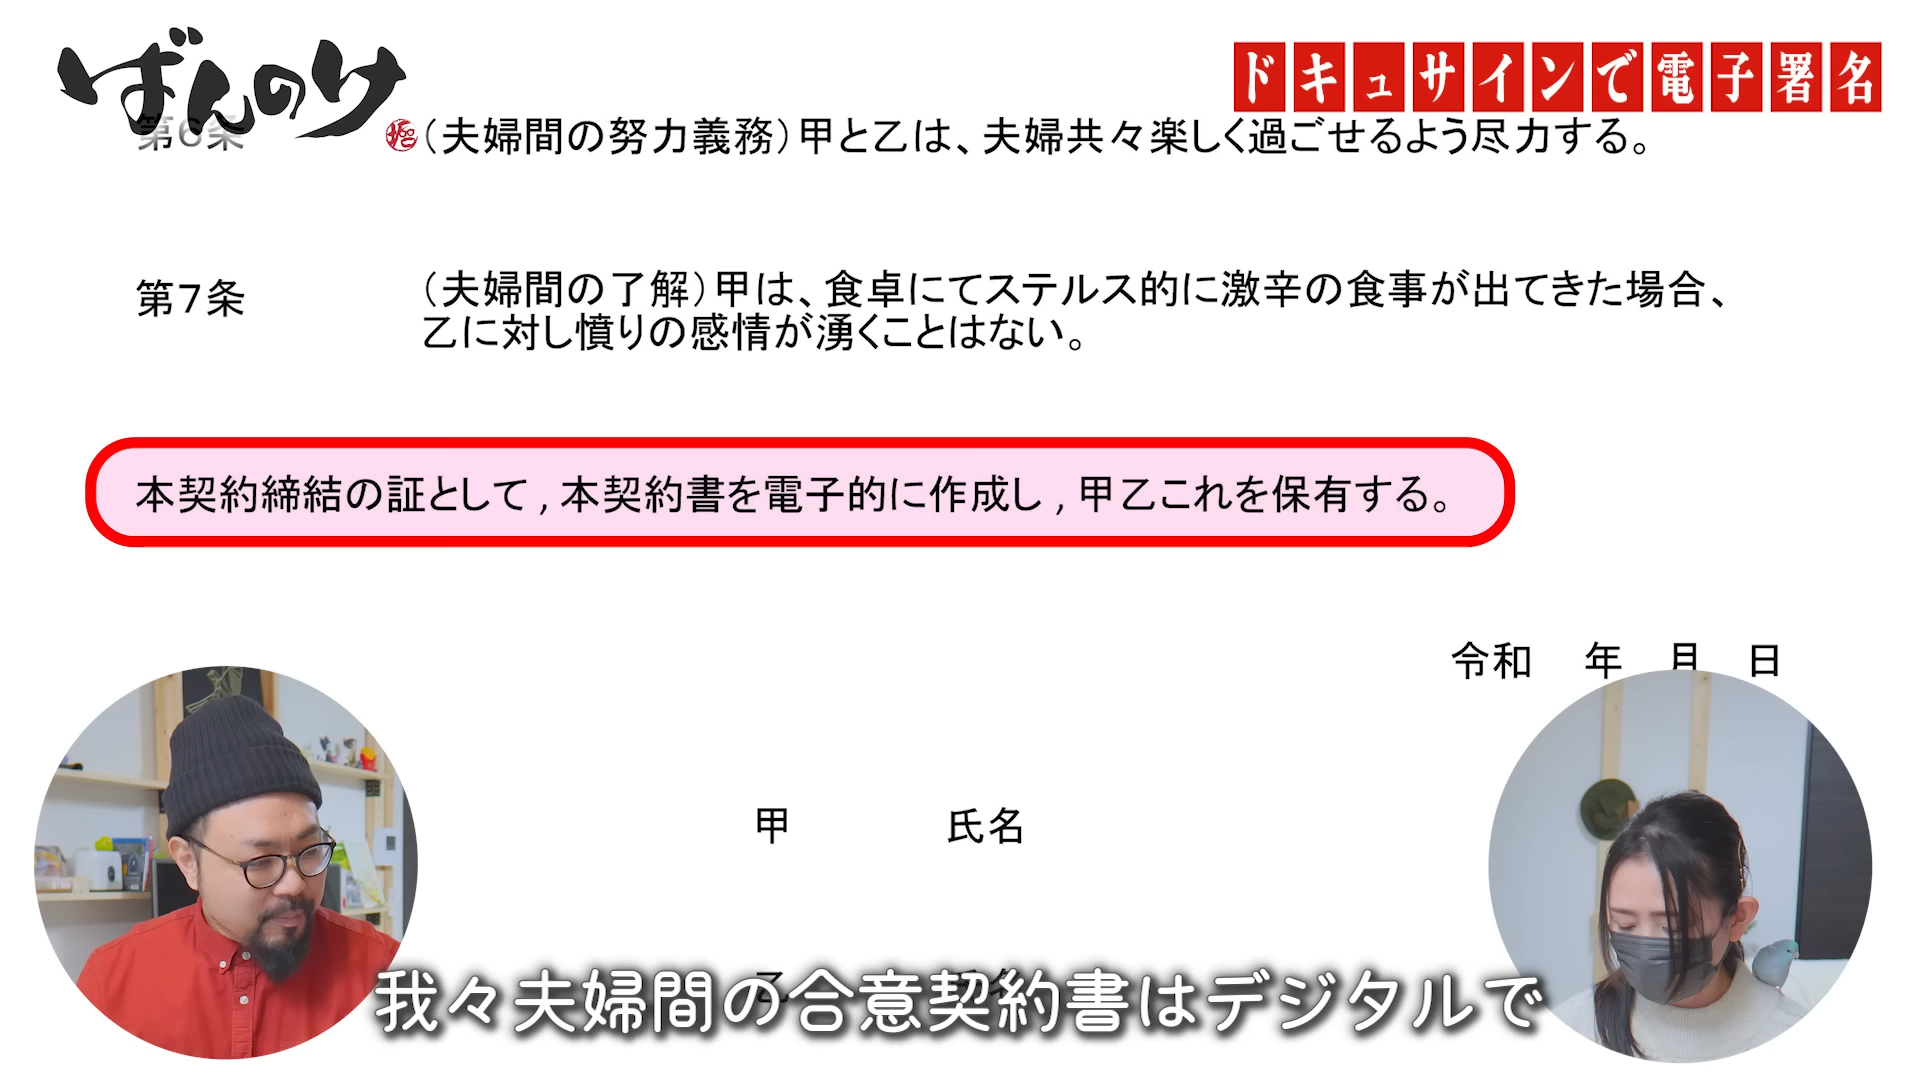 ばんのけ
ドキュサインで電子署名
第6条 (夫婦間の努力義務)甲と乙は、夫婦共々楽しく過ごせるよう尽力する。
第7条 (夫婦間の了解)甲は、食卓にてステルス的に激辛の食事が出てきた場合、
乙に対し憤りの感情が湧くことはない。
本契約締結の証として,本契約書を電子的に作成し,甲乙これを保有する。
令和 年 月 日
甲 氏名
乙 氏名
我々夫婦間の合意契約書はデジタルで